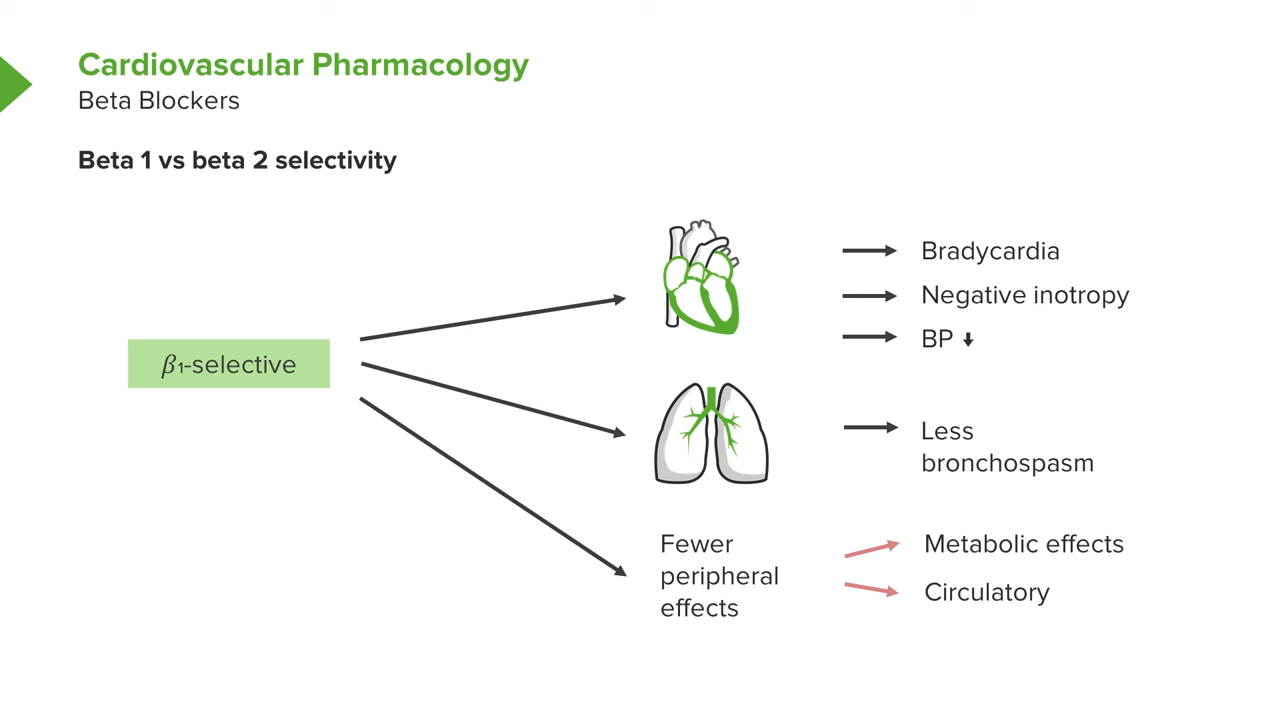 Cardiovascular Pharmacology
Beta Blockers
Beta 1 vs beta 2 selectivity
β₁-selective
Bradycardia
Negative inotropy
BP ⬇
Less
bronchospasm
Fewer
peripheral
effects
Metabolic effects
Circulatory